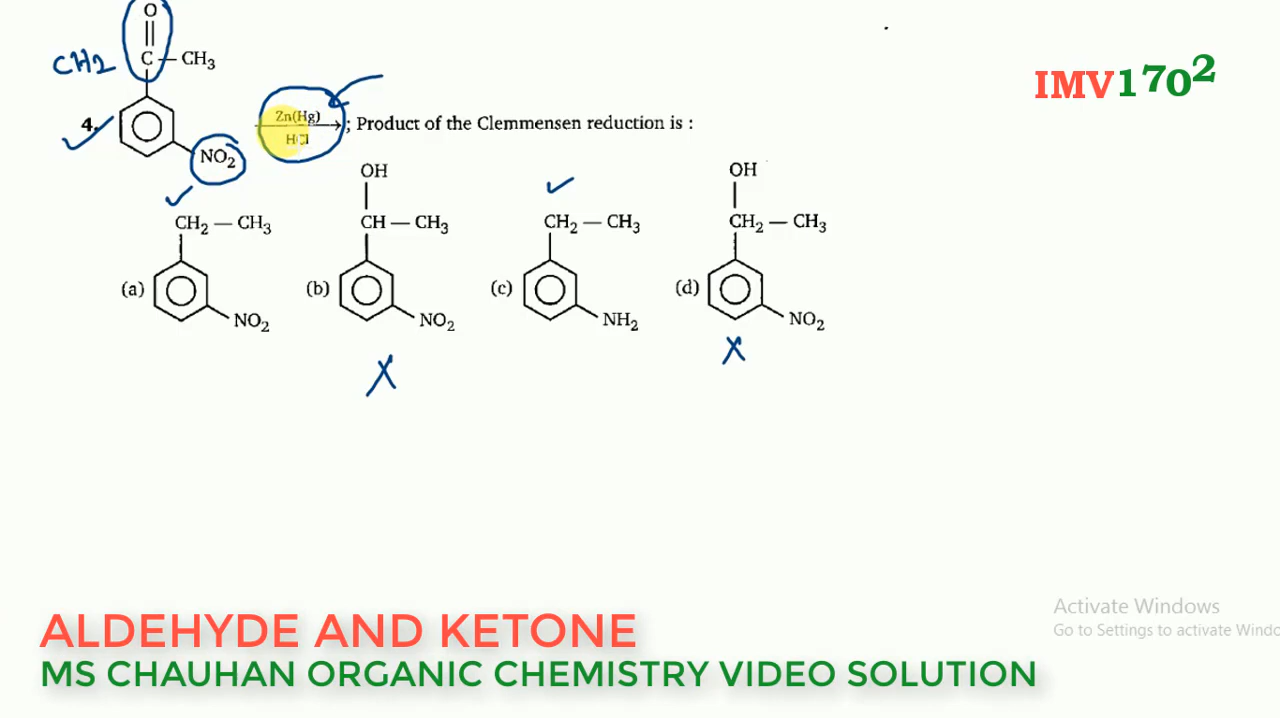 O
CH2 C — CH3
IMV170²
4. Zn(Hg) / HCl ; Product of the Clemmensen reduction is :
NO2
OH OH
CH2 — CH3 CH — CH3 CH2 — CH3 CH2 — CH3
(a) (b) (c) (d)
NO2 NO2 NH2 NO2
X X
Activate Windows
Go to Settings to activate Windo
ALDEHYDE AND KETONE
MS CHAUHAN ORGANIC CHEMISTRY VIDEO SOLUTION